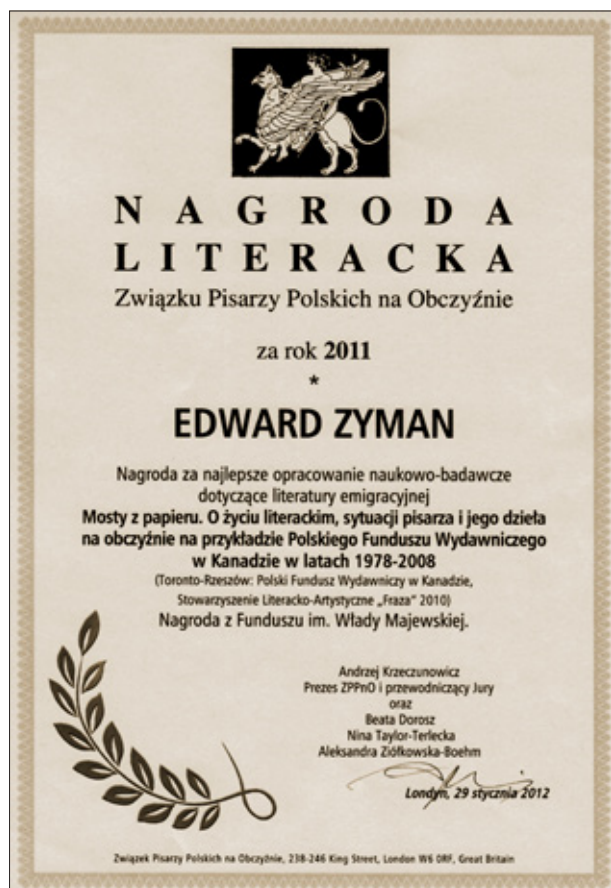 NAGRODA
LITERACKA
Związku Pisarzy Polskich na Obczyźnie
za rok 2011
*
EDWARD ZYMAN
Nagroda za najlepsze opracowanie naukowo-badawcze
dotyczące literatury emigracyjnej
Mosty z papieru. O życiu literackim, sytuacji pisarza i jego dzieła
na obczyźnie na przykładzie Polskiego Funduszu Wydawniczego
w Kanadzie w latach 1978-2008
(Toronto-Rzeszów: Polski Fundusz Wydawniczy w Kanadzie,
Stowarzyszenie Literacko-Artystyczne „Fraza” 2010)
Nagroda z Funduszu im. Włady Majewskiej.
Andrzej Krzeczunowicz
Prezes ZPPnO i przewodniczący Jury
oraz
Beata Dorosz
Nina Taylor-Terlecka
Aleksandra Ziółkowska-Boehm
Londyn, 29 stycznia 2012
Związek Pisarzy Polskich na Obczyźnie, 238-246 King Street, London W6 0RF, Great Britain